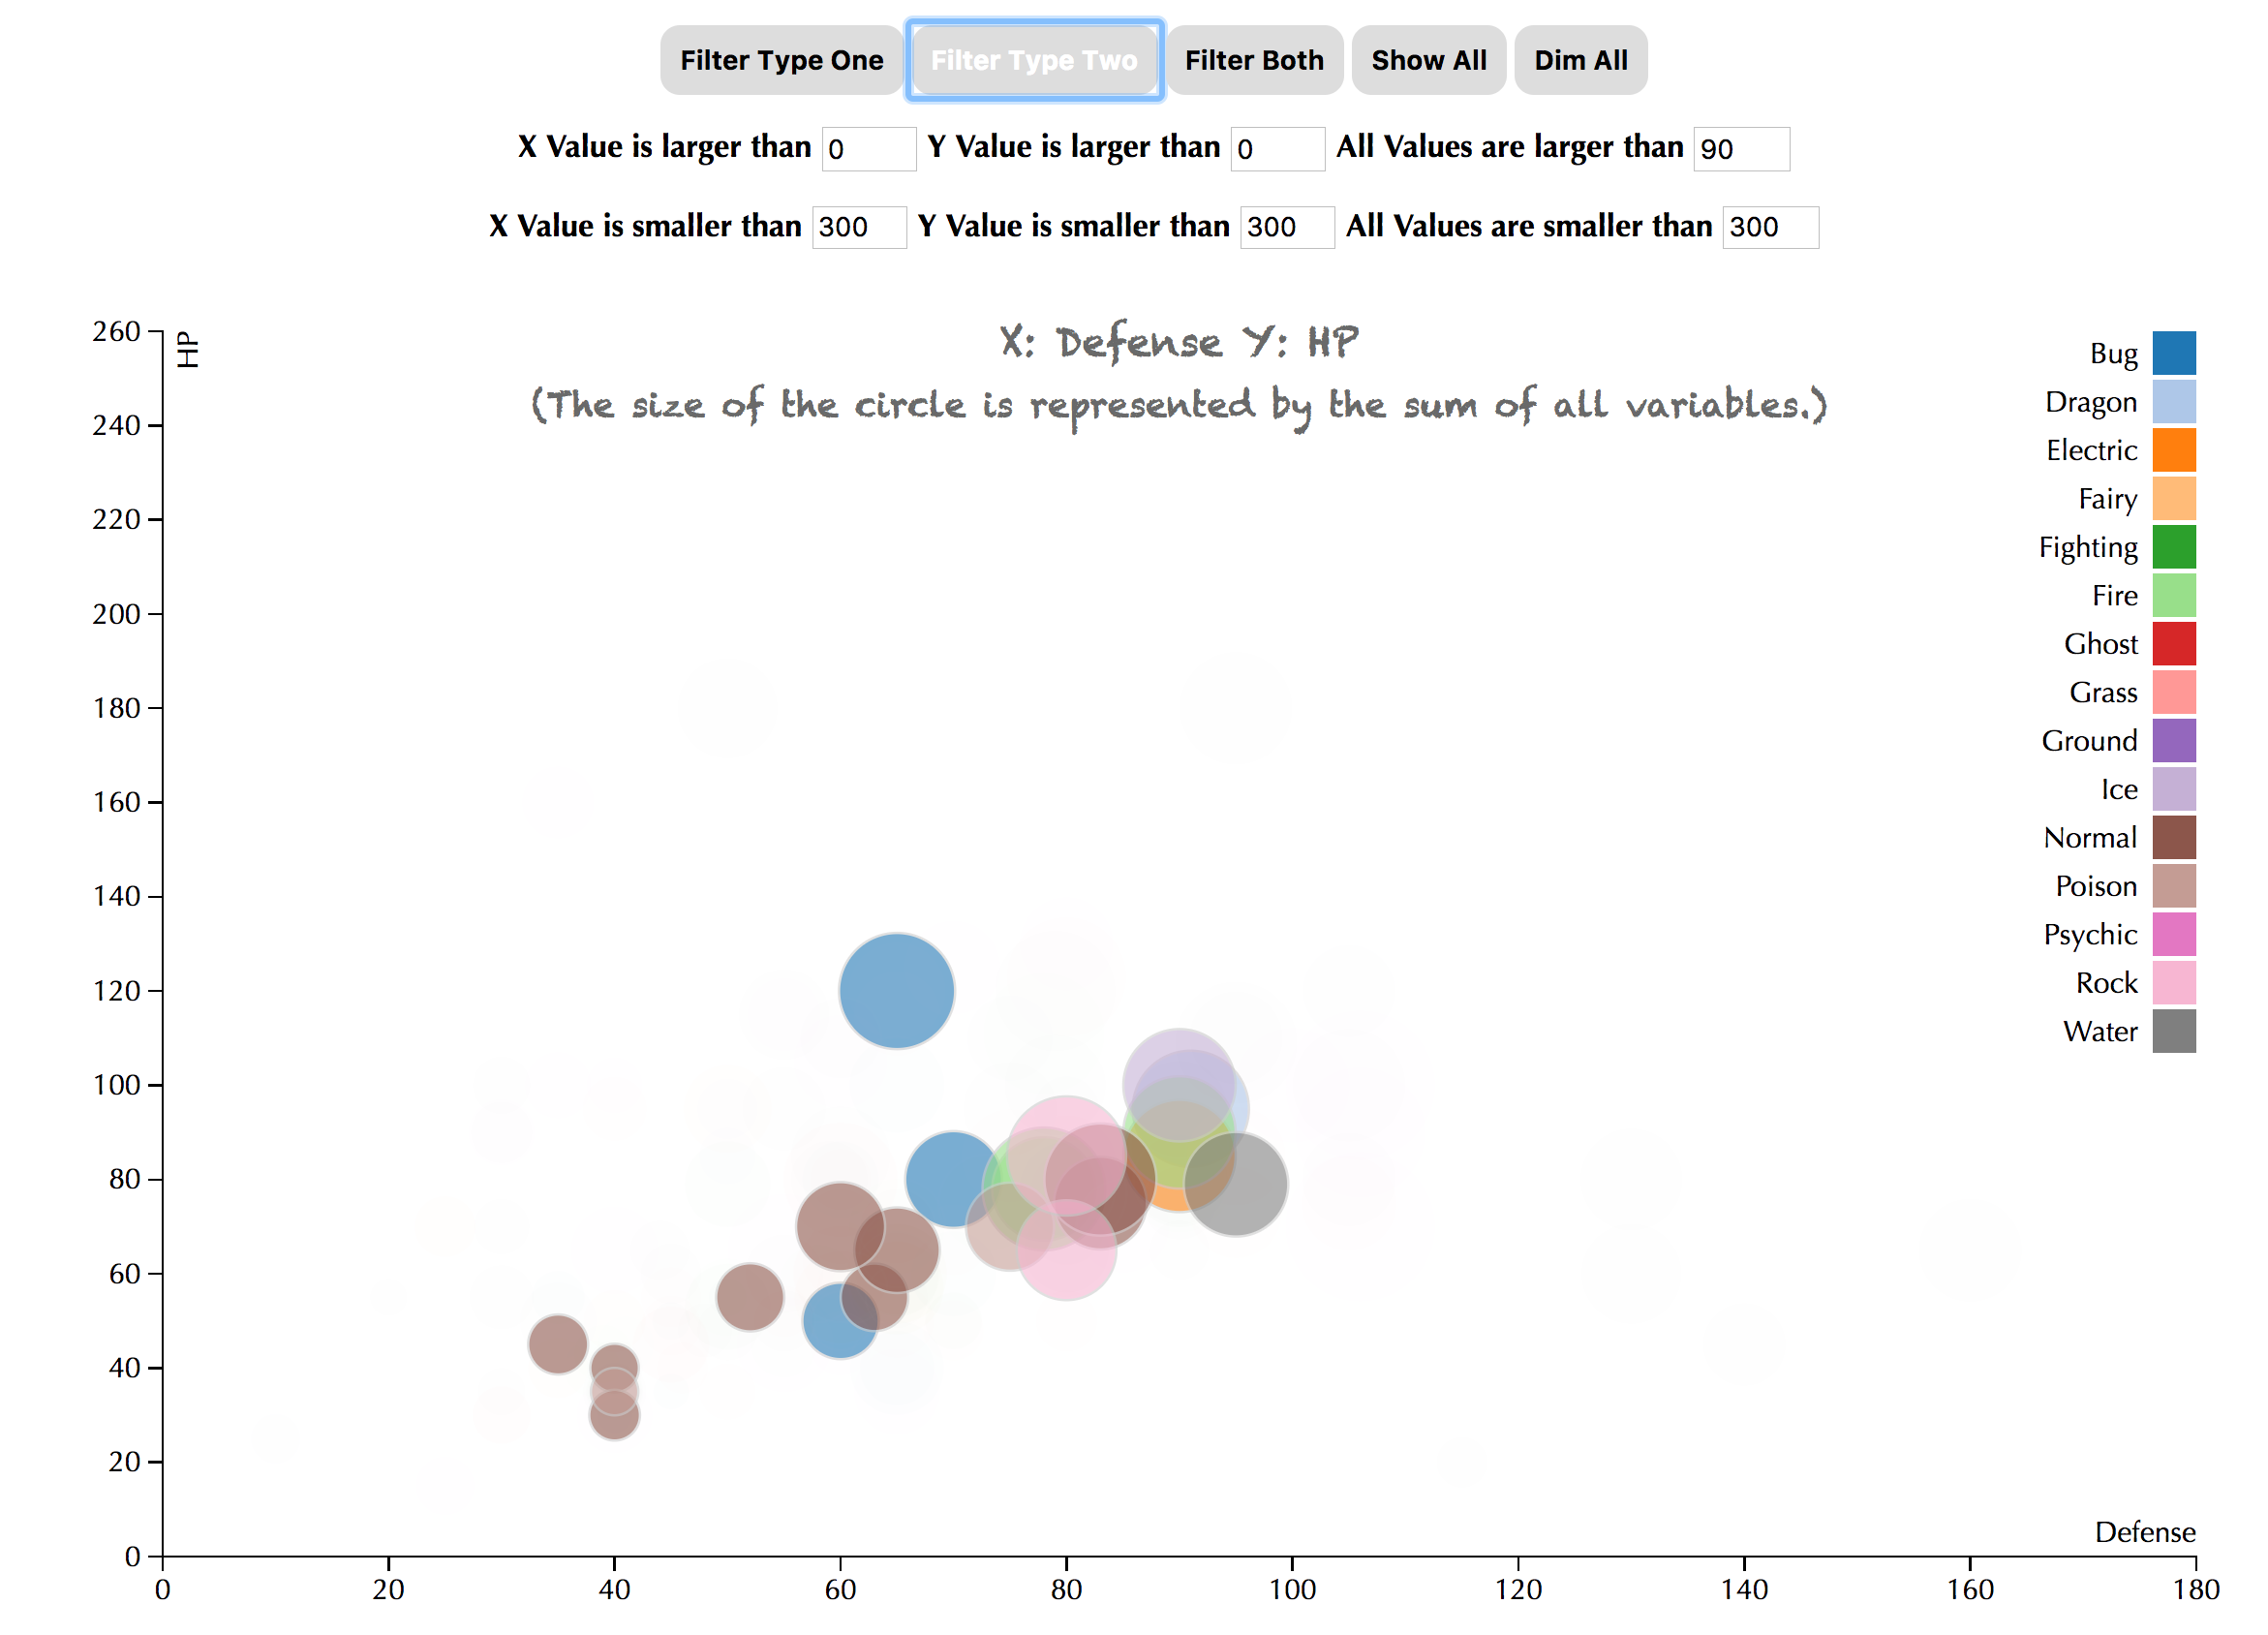 Filter Type One Filter Type Two Filter Both Show All Dim All
X Value is larger than 0 Y Value is larger than 0 All Values are larger than 90
X Value is smaller than 300 Y Value is smaller than 300 All Values are smaller than 300
X: Defense Y: HP
(The size of the circle is represented by the sum of all variables.)
HP
260
240
220
200
180
160
140
120
100
80
60
40
20
0
Bug
Dragon
Electric
Fairy
Fighting
Fire
Ghost
Grass
Ground
Ice
Normal
Poison
Psychic
Rock
Water
Defense
0 20 40 60 80 100 120 140 160 180